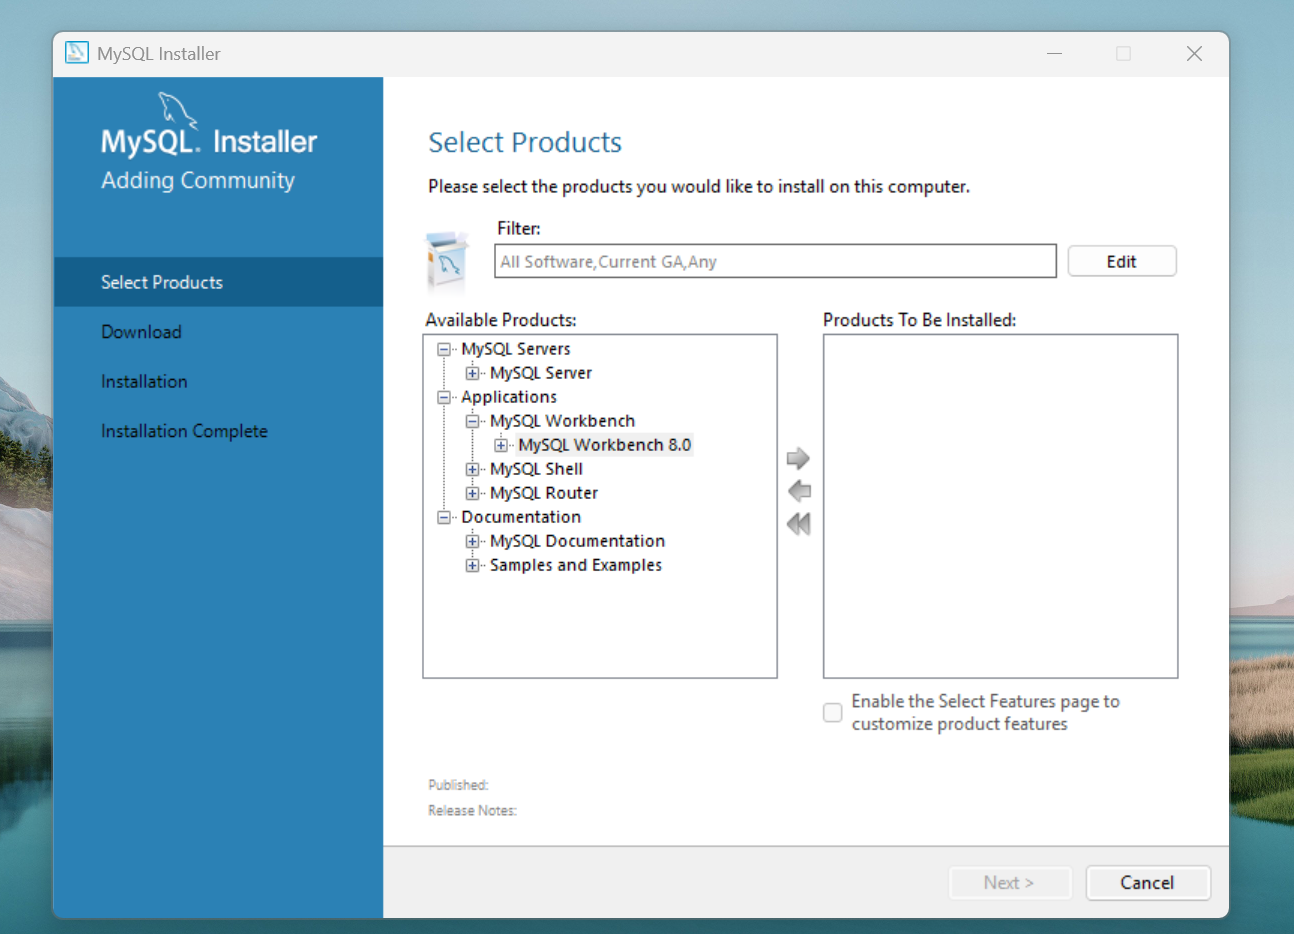 MySQL Installer
MySQL. Installer
Adding Community
Select Products
Download
Installation
Installation Complete
Select Products
Please select the products you would like to install on this computer.
Filter:
All Software,Current GA,Any
Edit
Available Products:
MySQL Servers
MySQL Server
Applications
MySQL Workbench
MySQL Workbench 8.0
MySQL Shell
MySQL Router
Documentation
MySQL Documentation
Samples and Examples
Products To Be Installed:
Enable the Select Features page to
customize product features
Published:
Release Notes:
Next >
Cancel